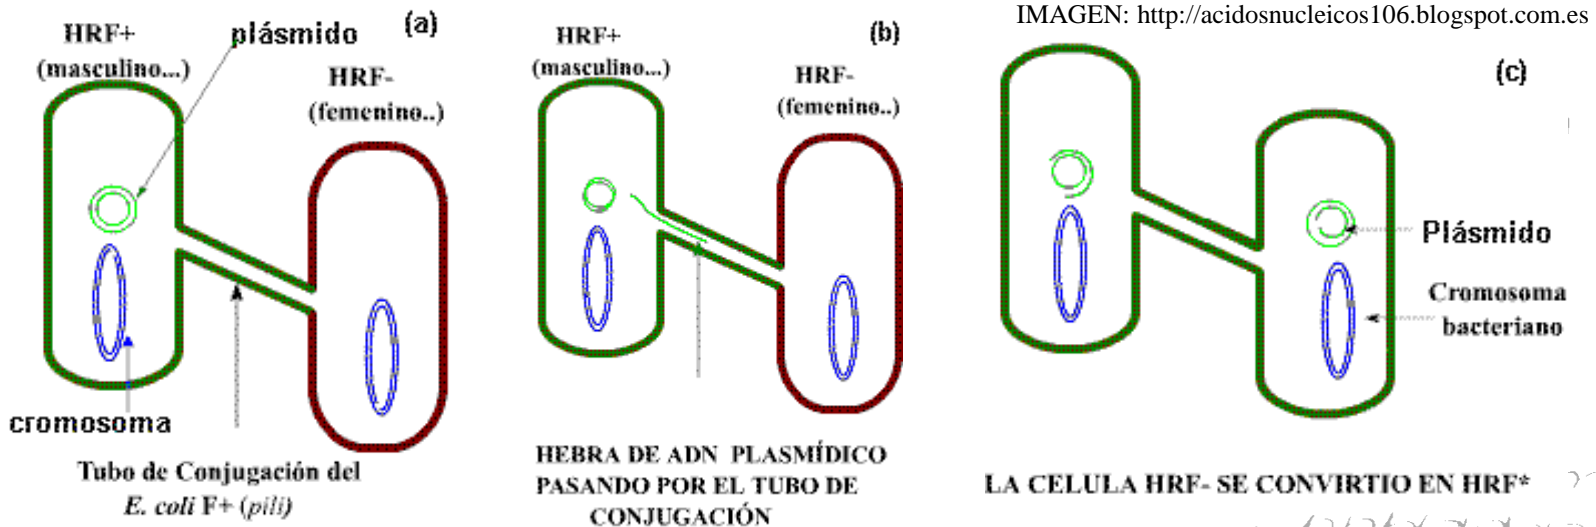 IMAGEN: http://acidosnucleicos106.blogspot.com.es
(a)
HRF+
(masculino...)
plásmido
HRF-
(femenino..)
cromosoma
Tubo de Conjugación del
E. coli F+ (pili)
(b)
HRF+
(masculino...)
HRF-
(femenino..)
HEBRA DE ADN PLASMÍDICO
PASANDO POR EL TUBO DE
CONJUGACIÓN
(c)
Plásmido
Cromosoma
bacteriano
LA CELULA HRF- SE CONVIRTIO EN HRF*